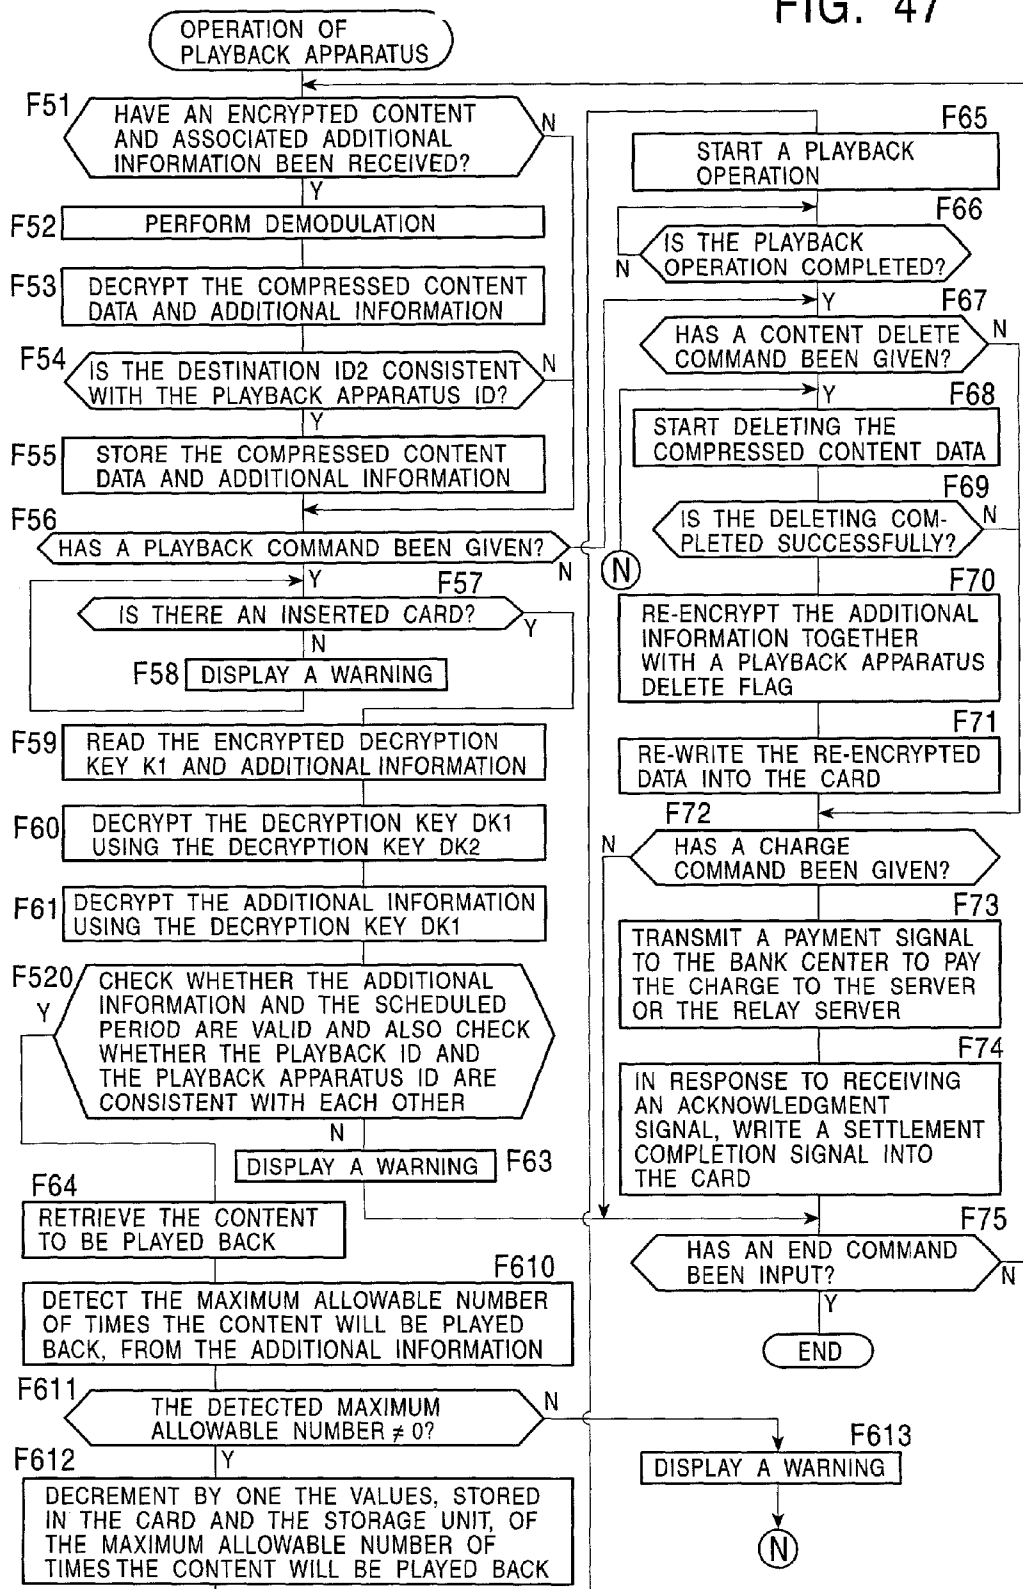 FIG. 47
OPERATION OF
PLAYBACK APPARATUS
F51
HAVE AN ENCRYPTED CONTENT
AND ASSOCIATED ADDITIONAL
INFORMATION BEEN RECEIVED?
N
Y
F52
PERFORM DEMODULATION
F53
DECRYPT THE COMPRESSED CONTENT
DATA AND ADDITIONAL INFORMATION
F54
IS THE DESTINATION ID2 CONSISTENT
WITH THE PLAYBACK APPARATUS ID?
N
Y
F55
STORE THE COMPRESSED CONTENT
DATA AND ADDITIONAL INFORMATION
F56
HAS A PLAYBACK COMMAND BEEN GIVEN?
N
Y
F57
IS THERE AN INSERTED CARD?
Y
N
F58
DISPLAY A WARNING
F59
READ THE ENCRYPTED DECRYPTION
KEY K1 AND ADDITIONAL INFORMATION
F60
DECRYPT THE DECRYPTION KEY DK1
USING THE DECRYPTION KEY DK2
F61
DECRYPT THE ADDITIONAL INFORMATION
USING THE DECRYPTION KEY DK1
F520
Y
CHECK WHETHER THE ADDITIONAL
INFORMATION AND THE SCHEDULED
PERIOD ARE VALID AND ALSO CHECK
WHETHER THE PLAYBACK ID AND
THE PLAYBACK APPARATUS ID ARE
CONSISTENT WITH EACH OTHER
N
DISPLAY A WARNING
F63
F64
RETRIEVE THE CONTENT
TO BE PLAYED BACK
F610
DETECT THE MAXIMUM ALLOWABLE NUMBER
OF TIMES THE CONTENT WILL BE PLAYED
BACK, FROM THE ADDITIONAL INFORMATION
F611
THE DETECTED MAXIMUM
ALLOWABLE NUMBER ≠ 0?
N
Y
F612
DECREMENT BY ONE THE VALUES, STORED
IN THE CARD AND THE STORAGE UNIT, OF
THE MAXIMUM ALLOWABLE NUMBER OF
TIMES THE CONTENT WILL BE PLAYED BACK
F65
START A PLAYBACK
OPERATION
F66
IS THE PLAYBACK
OPERATION COMPLETED?
N
Y
F67
HAS A CONTENT DELETE
COMMAND BEEN GIVEN?
N
Y
F68
START DELETING THE
COMPRESSED CONTENT DATA
F69
IS THE DELETING COM-
PLETED SUCCESSFULLY?
N
N
F70
RE-ENCRYPT THE ADDITIONAL
INFORMATION TOGETHER
WITH A PLAYBACK APPARATUS
DELETE FLAG
F71
RE-WRITE THE RE-ENCRYPTED
DATA INTO THE CARD
F72
HAS A CHARGE
COMMAND BEEN GIVEN?
N
F73
TRANSMIT A PAYMENT SIGNAL
TO THE BANK CENTER TO PAY
THE CHARGE TO THE SERVER
OR THE RELAY SERVER
F74
IN RESPONSE TO RECEIVING
AN ACKNOWLEDGMENT
SIGNAL, WRITE A SETTLEMENT
COMPLETION SIGNAL INTO
THE CARD
F75
HAS AN END COMMAND
BEEN INPUT?
N
Y
END
F613
DISPLAY A WARNING
N